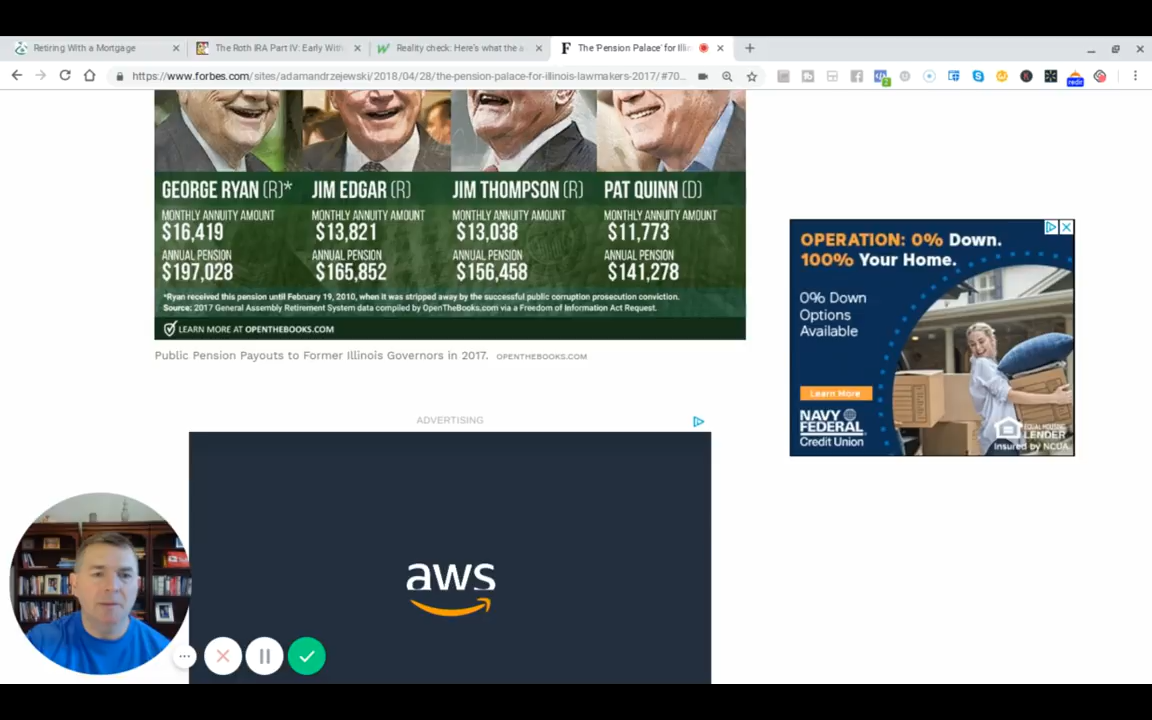 Retiring With a Mortgage
The Roth IRA Part IV: Early With
Reality check: Here's what the a
The 'Pension Palace' for Illi
https://www.forbes.com/sites/adamandrzejewski/2018/04/28/the-pension-palace-for-illinois-lawmakers-2017/#70...
GEORGE RYAN (R)* JIM EDGAR (R) JIM THOMPSON (R) PAT QUINN (D)
MONTHLY ANNUITY AMOUNT MONTHLY ANNUITY AMOUNT MONTHLY ANNUITY AMOUNT MONTHLY ANNUITY AMOUNT
$16,419 $13,821 $13,038 $11,773
ANNUAL PENSION ANNUAL PENSION ANNUAL PENSION ANNUAL PENSION
$197,028 $165,852 $156,458 $141,278
*Ryan received this pension until February 19, 2010, when it was stripped away by the successful public corruption prosecution conviction.
Source: 2017 General Assembly Retirement System data compiled by OpenTheBooks.com via a Freedom of Information Act Request.
LEARN MORE AT OPENTHEBOOKS.COM
Public Pension Payouts to Former Illinois Governors in 2017. OPENTHEBOOKS.COM
ADVERTISING
aws
OPERATION: 0% Down.
100% Your Home.
0% Down
Options
Available
Learn More
NAVY
FEDERAL
Credit Union
EQUAL HOUSING
LENDER
Insured by NCUA.